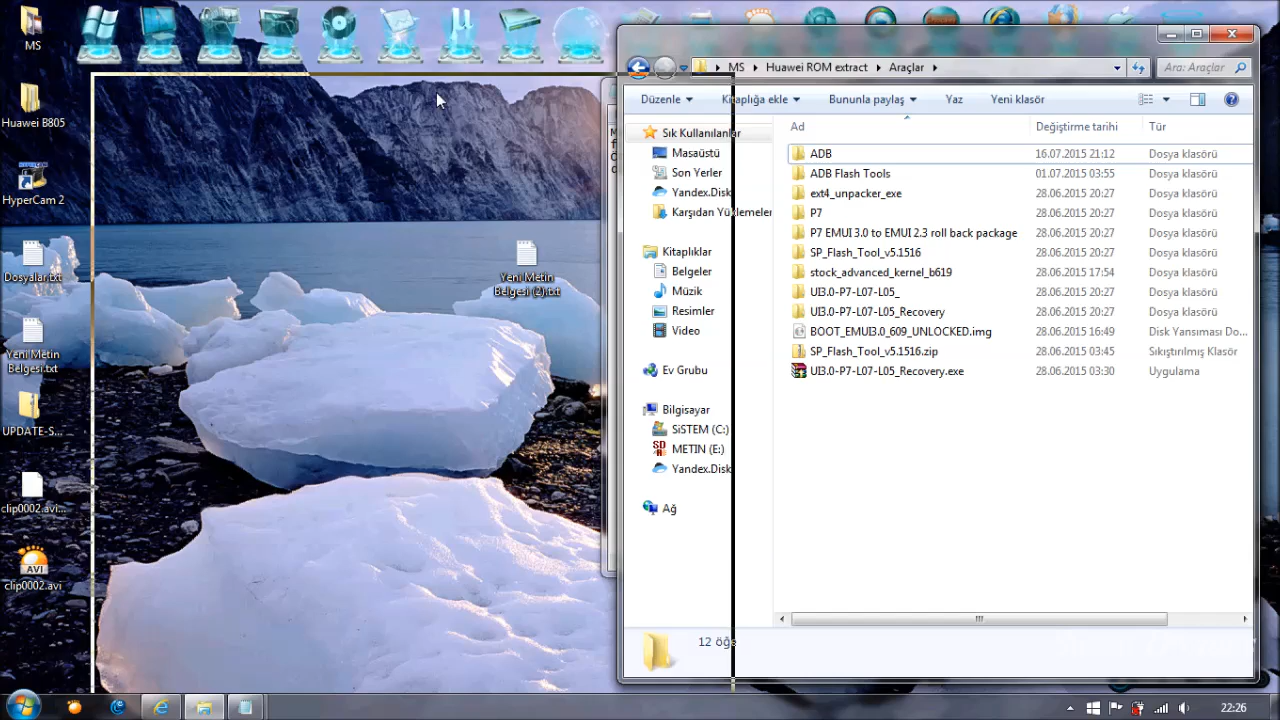 MS
Huawei B805
HyperCam 2
Dosyalar.txt
Yeni Metin
Belgesi.txt
UPDATE-S...
clip0002.avi...
AVI
clip0002.avi
Yeni Metin
Belgesi (2).txt
MS
Huawei ROM extract
Araçlar
Ara: Araçlar
Düzenle
Kitaplığa ekle
Bununla paylaş
Yaz
Yeni klasör
Sık Kullanılanlar
Masaüstü
Son Yerler
Yandex.Disk
Karşıdan Yüklemeler
Kitaplıklar
Belgeler
Müzik
Resimler
Video
Ev Grubu
Bilgisayar
SiSTEM (C:)
METIN (E:)
Yandex.Disk
Ağ
Ad Değiştirme tarihi Tür
ADB 16.07.2015 21:12 Dosya klasörü
ADB Flash Tools 01.07.2015 03:55 Dosya klasörü
ext4_unpacker_exe 28.06.2015 20:27 Dosya klasörü
P7 28.06.2015 20:27 Dosya klasörü
P7 EMUI 3.0 to EMUI 2.3 roll back package 28.06.2015 20:27 Dosya klasörü
SP_Flash_Tool_v5.1516 28.06.2015 20:27 Dosya klasörü
stock_advanced_kernel_b619 28.06.2015 17:54 Dosya klasörü
UI3.0-P7-L07-L05_ 28.06.2015 20:27 Dosya klasörü
UI3.0-P7-L07-L05_Recovery 28.06.2015 20:27 Dosya klasörü
BOOT_EMUI3.0_609_UNLOCKED.img 28.06.2015 16:49 Disk Yansıması Do...
SP_Flash_Tool_v5.1516.zip 28.06.2015 03:45 Sıkıştırılmış Klasör
UI3.0-P7-L07-L05_Recovery.exe 28.06.2015 03:30 Uygulama
12 öğe
22:26